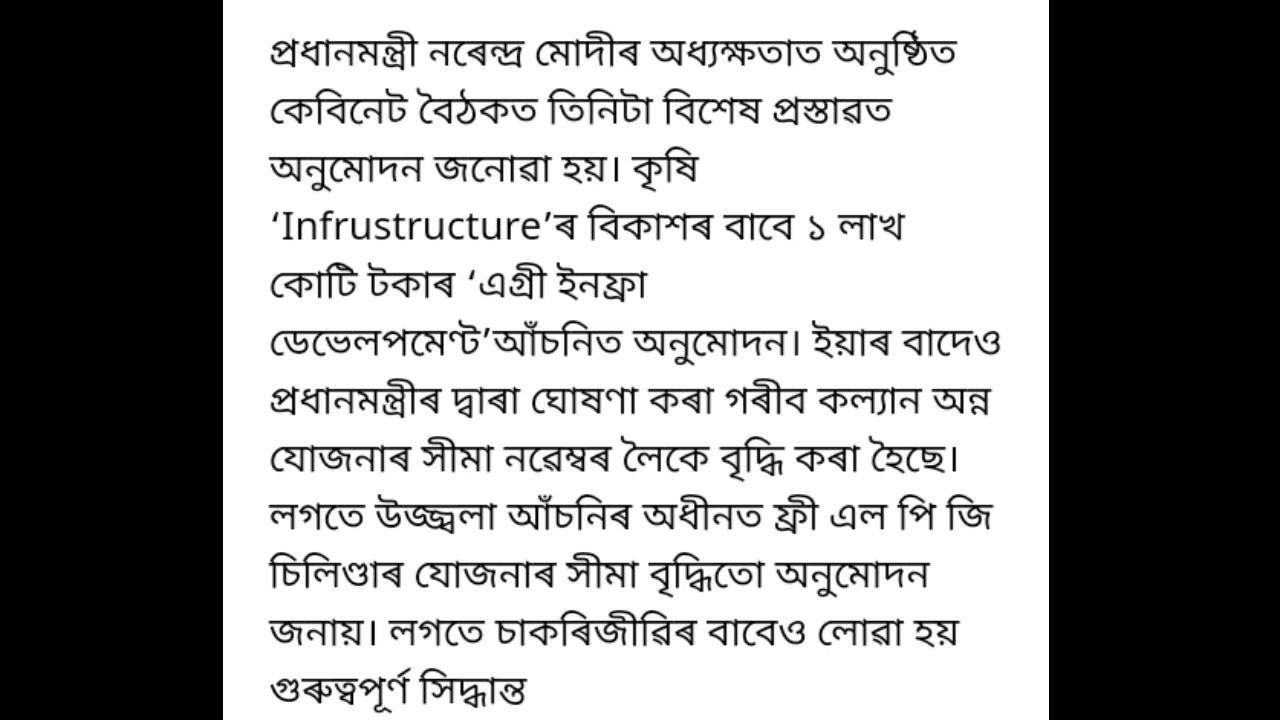 প্ৰধানমন্ত্ৰী নৰেন্দ্ৰ মোদীৰ অধ্যক্ষতাত অনুষ্ঠিত
কেবিনেট বৈঠকত তিনিটা বিশেষ প্ৰস্তাৱত
অনুমোদন জনোৱা হয়। কৃষি
‘Infrustructure’ৰ বিকাশৰ বাবে ১ লাখ
কোটি টকাৰ ‘এগ্ৰী ইনফ্ৰা
ডেভেলপমেণ্ট’আঁচনিত অনুমোদন। ইয়াৰ বাদেও
প্ৰধানমন্ত্ৰীৰ দ্বাৰা ঘোষণা কৰা গৰীব কল্যান অন্ন
যোজনাৰ সীমা নৱেম্বৰ লৈকে বৃদ্ধি কৰা হৈছে।
লগতে উজ্জ্বলা আঁচনিৰ অধীনত ফ্ৰী এল পি জি
চিলিণ্ডাৰ যোজনাৰ সীমা বৃদ্ধিতো অনুমোদন
জনায়। লগতে চাকৰিজীৱিৰ বাবেও লোৱা হয়
গুৰুত্বপূৰ্ণ সিদ্ধান্ত